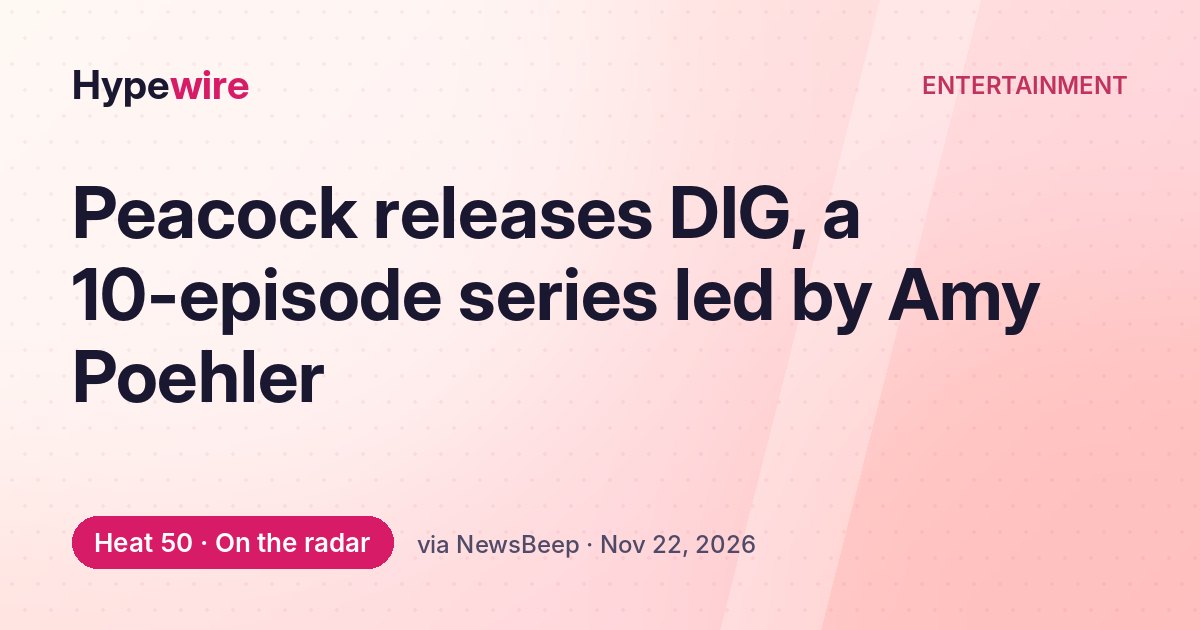 Hypewire
ENTERTAINMENT
Peacock releases DIG, a
10-episode series led by Amy
Poehler
Heat 50 · On the radar
via NewsBeep · Nov 22, 2026